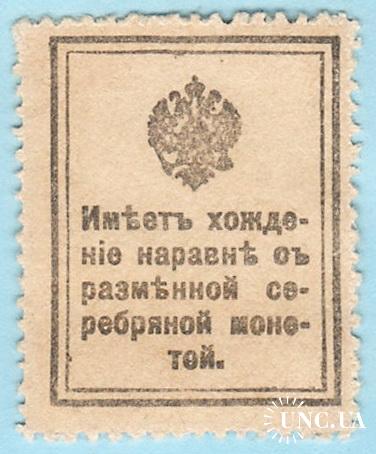 Имѣетъ хожде-
ніе наравнѣ съ
размѣнной се-
ребряной моне-
той.
UNC.UA